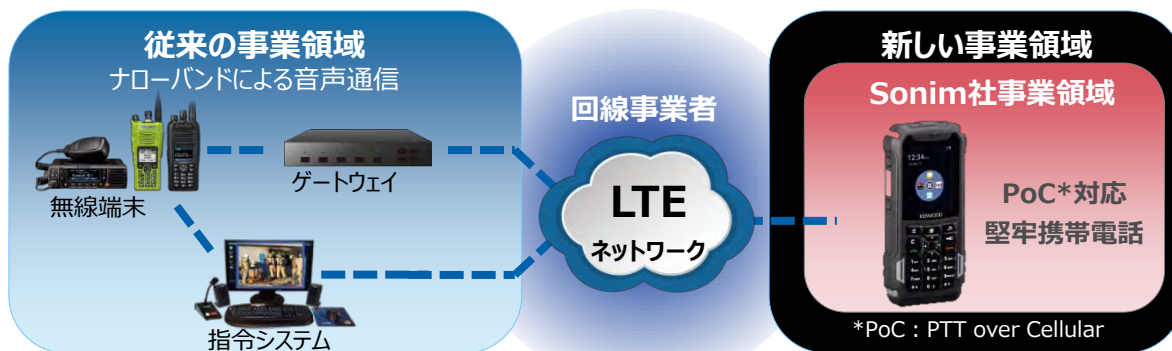 従来の事業領域
ナローバンドによる音声通信
無線端末
ゲートウェイ
指令システム
回線事業者
LTE
ネットワーク
新しい事業領域
Sonim社事業領域
12:34
KENWOOD
PoC*対応
堅牢携帯電話
*PoC：PTT over Cellular